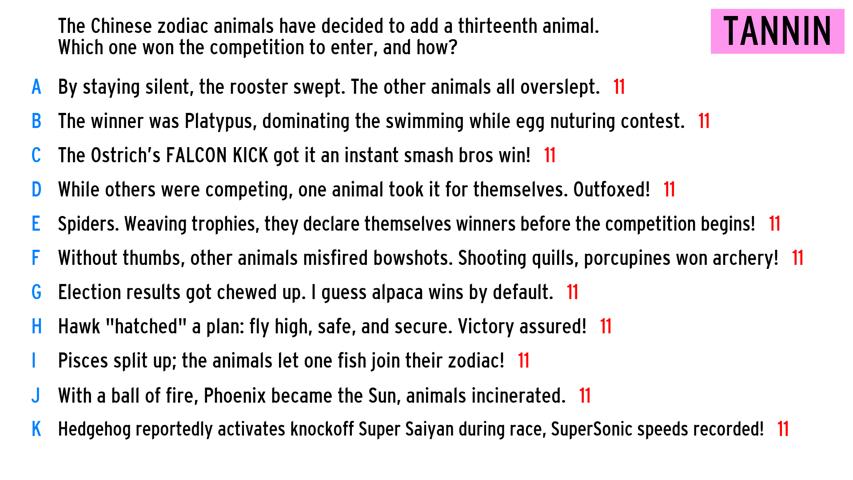 The Chinese zodiac animals have decided to add a thirteenth animal.
Which one won the competition to enter, and how?
TANNIN
A By staying silent, the rooster swept. The other animals all overslept. 11
B The winner was Platypus, dominating the swimming while egg nuturing contest. 11
C The Ostrich's FALCON KICK got it an instant smash bros win! 11
D While others were competing, one animal took it for themselves. Outfoxed! 11
E Spiders. Weaving trophies, they declare themselves winners before the competition begins! 11
F Without thumbs, other animals misfired bowshots. Shooting quills, porcupines won archery! 11
G Election results got chewed up. I guess alpaca wins by default. 11
H Hawk "hatched" a plan: fly high, safe, and secure. Victory assured! 11
I Pisces split up; the animals let one fish join their zodiac! 11
J With a ball of fire, Phoenix became the Sun, animals incinerated. 11
K Hedgehog reportedly activates knockoff Super Saiyan during race, SuperSonic speeds recorded! 11